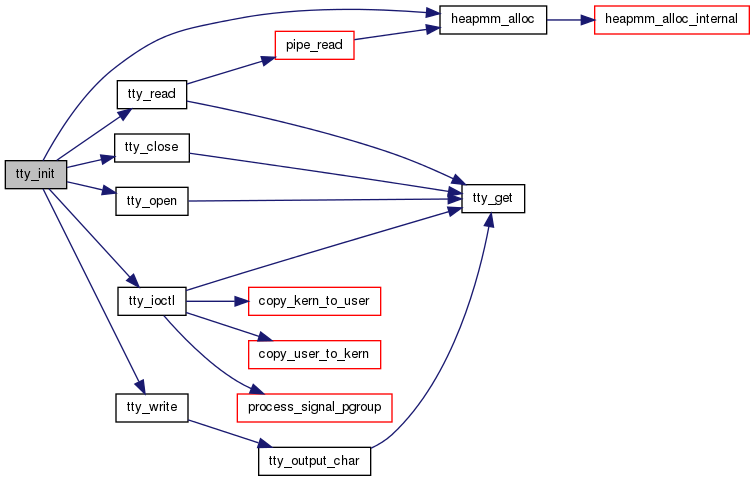 heapmm_alloc
heapmm_alloc_internal
pipe_read
tty_read
tty_close
tty_init
tty_open
tty_get
tty_ioctl
copy_kern_to_user
copy_user_to_kern
tty_write
process_signal_pgroup
tty_output_char